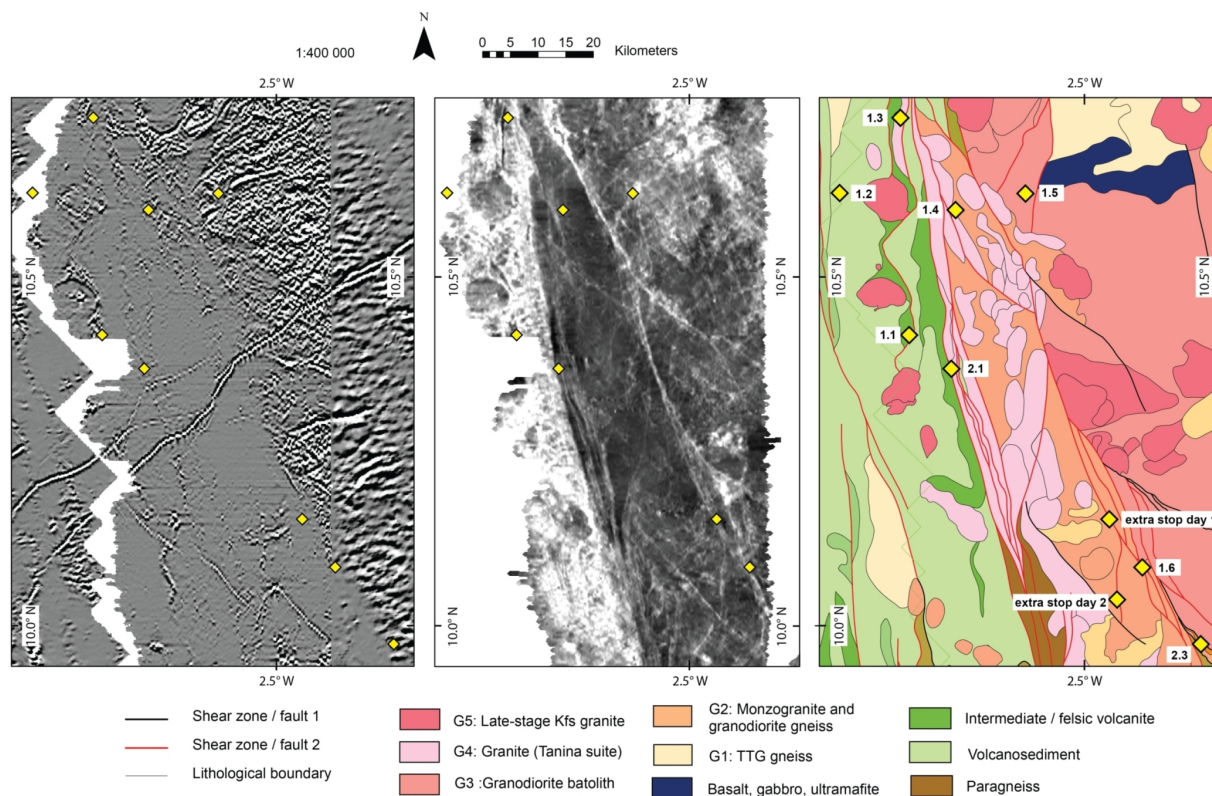 N
1:400 000
0 5 10 15 20 Kilometers
2.5° W
2.5° W
2.5° W
1.3
1.2
1.5
1.4
10.5° N
10.5° N
10.5° N
1.1
2.1
extra stop day 1
1.6
extra stop day 2
10.0° N
10.0° N
10.0° N
2.3
2.5° W
2.5° W
2.5° W
Shear zone / fault 1
Shear zone / fault 2
Lithological boundary
G5: Late-stage Kfs granite
G4: Granite (Tanina suite)
G3 :Granodiorite batolith
G2: Monzogranite and
granodiorite gneiss
G1: TTG gneiss
Basalt, gabbro, ultramafite
Intermediate / felsic volcanite
Volcanosediment
Paragneiss